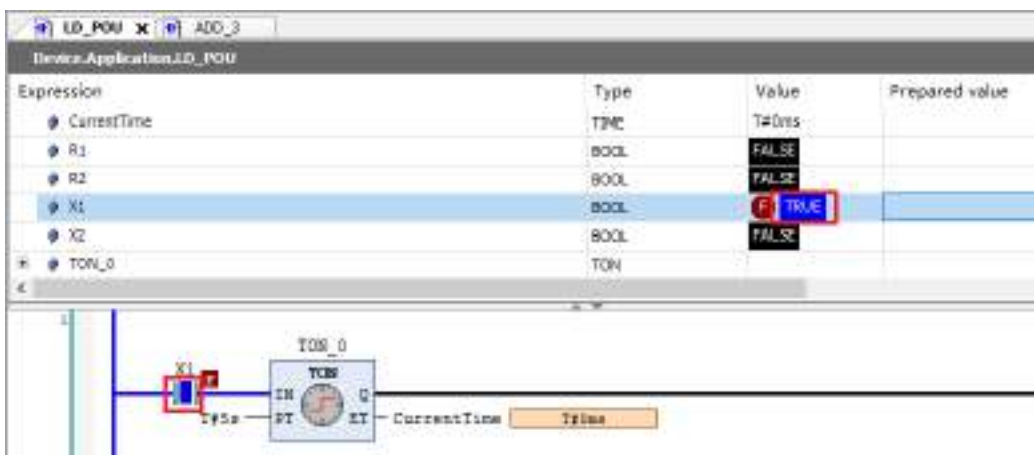 LD_POU ADD_3
Device.Application.LD_POU
Expression Type Value Prepared value
CurrentTime TIME T#0ms
R1 BOOL FALSE
R2 BOOL FALSE
X1 BOOL F TRUE
X2 BOOL FALSE
TON_0 TON
1
TON_0
X1 F TON
IN Q
T#5s PT ET CurrentTime T#0ms